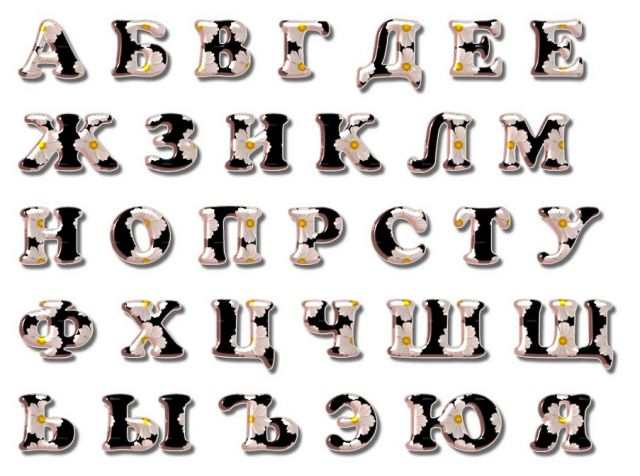 А Б В Г Д Е Е
Ж З И К Л М
Н О П Р С Т У
Ф Х Ц Ч Ш Щ
Ь Ы Ъ Э Ю Я